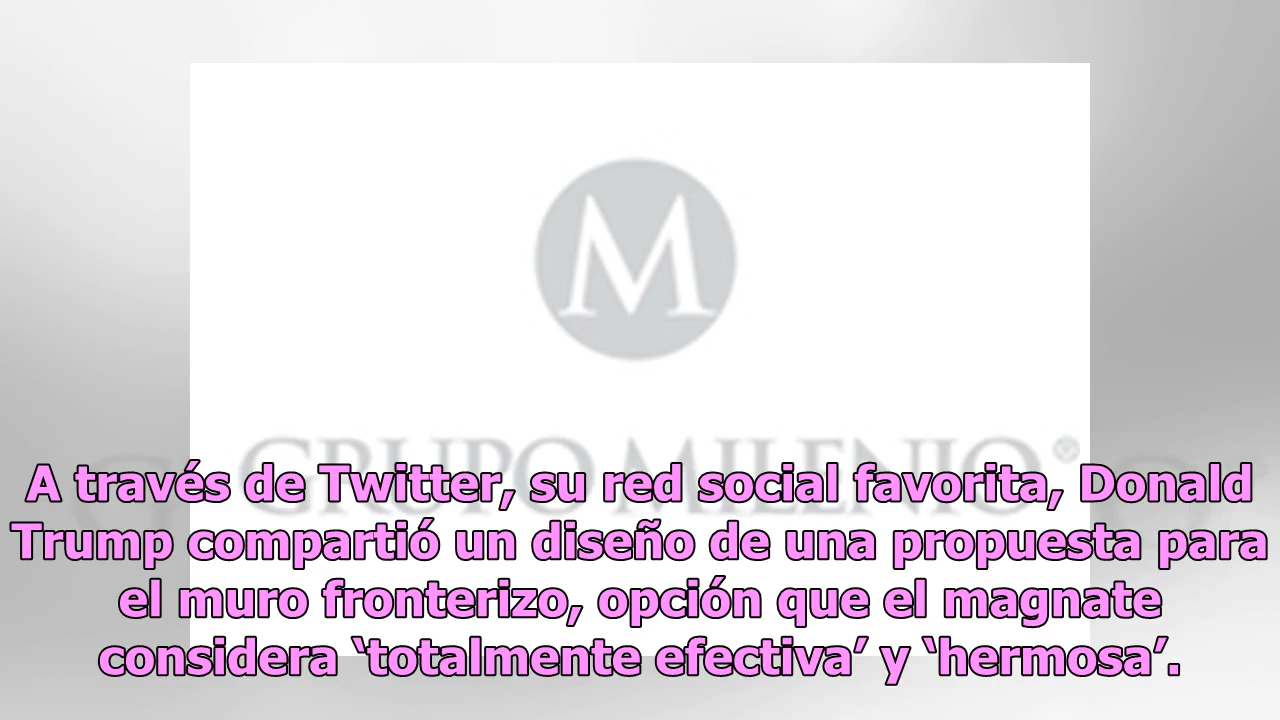 M
GRUPO MILENIO®
A través de Twitter, su red social favorita, Donald
Trump compartió un diseño de una propuesta para
el muro fronterizo, opción que el magnate
considera ‘totalmente efectiva’ y ‘hermosa’.